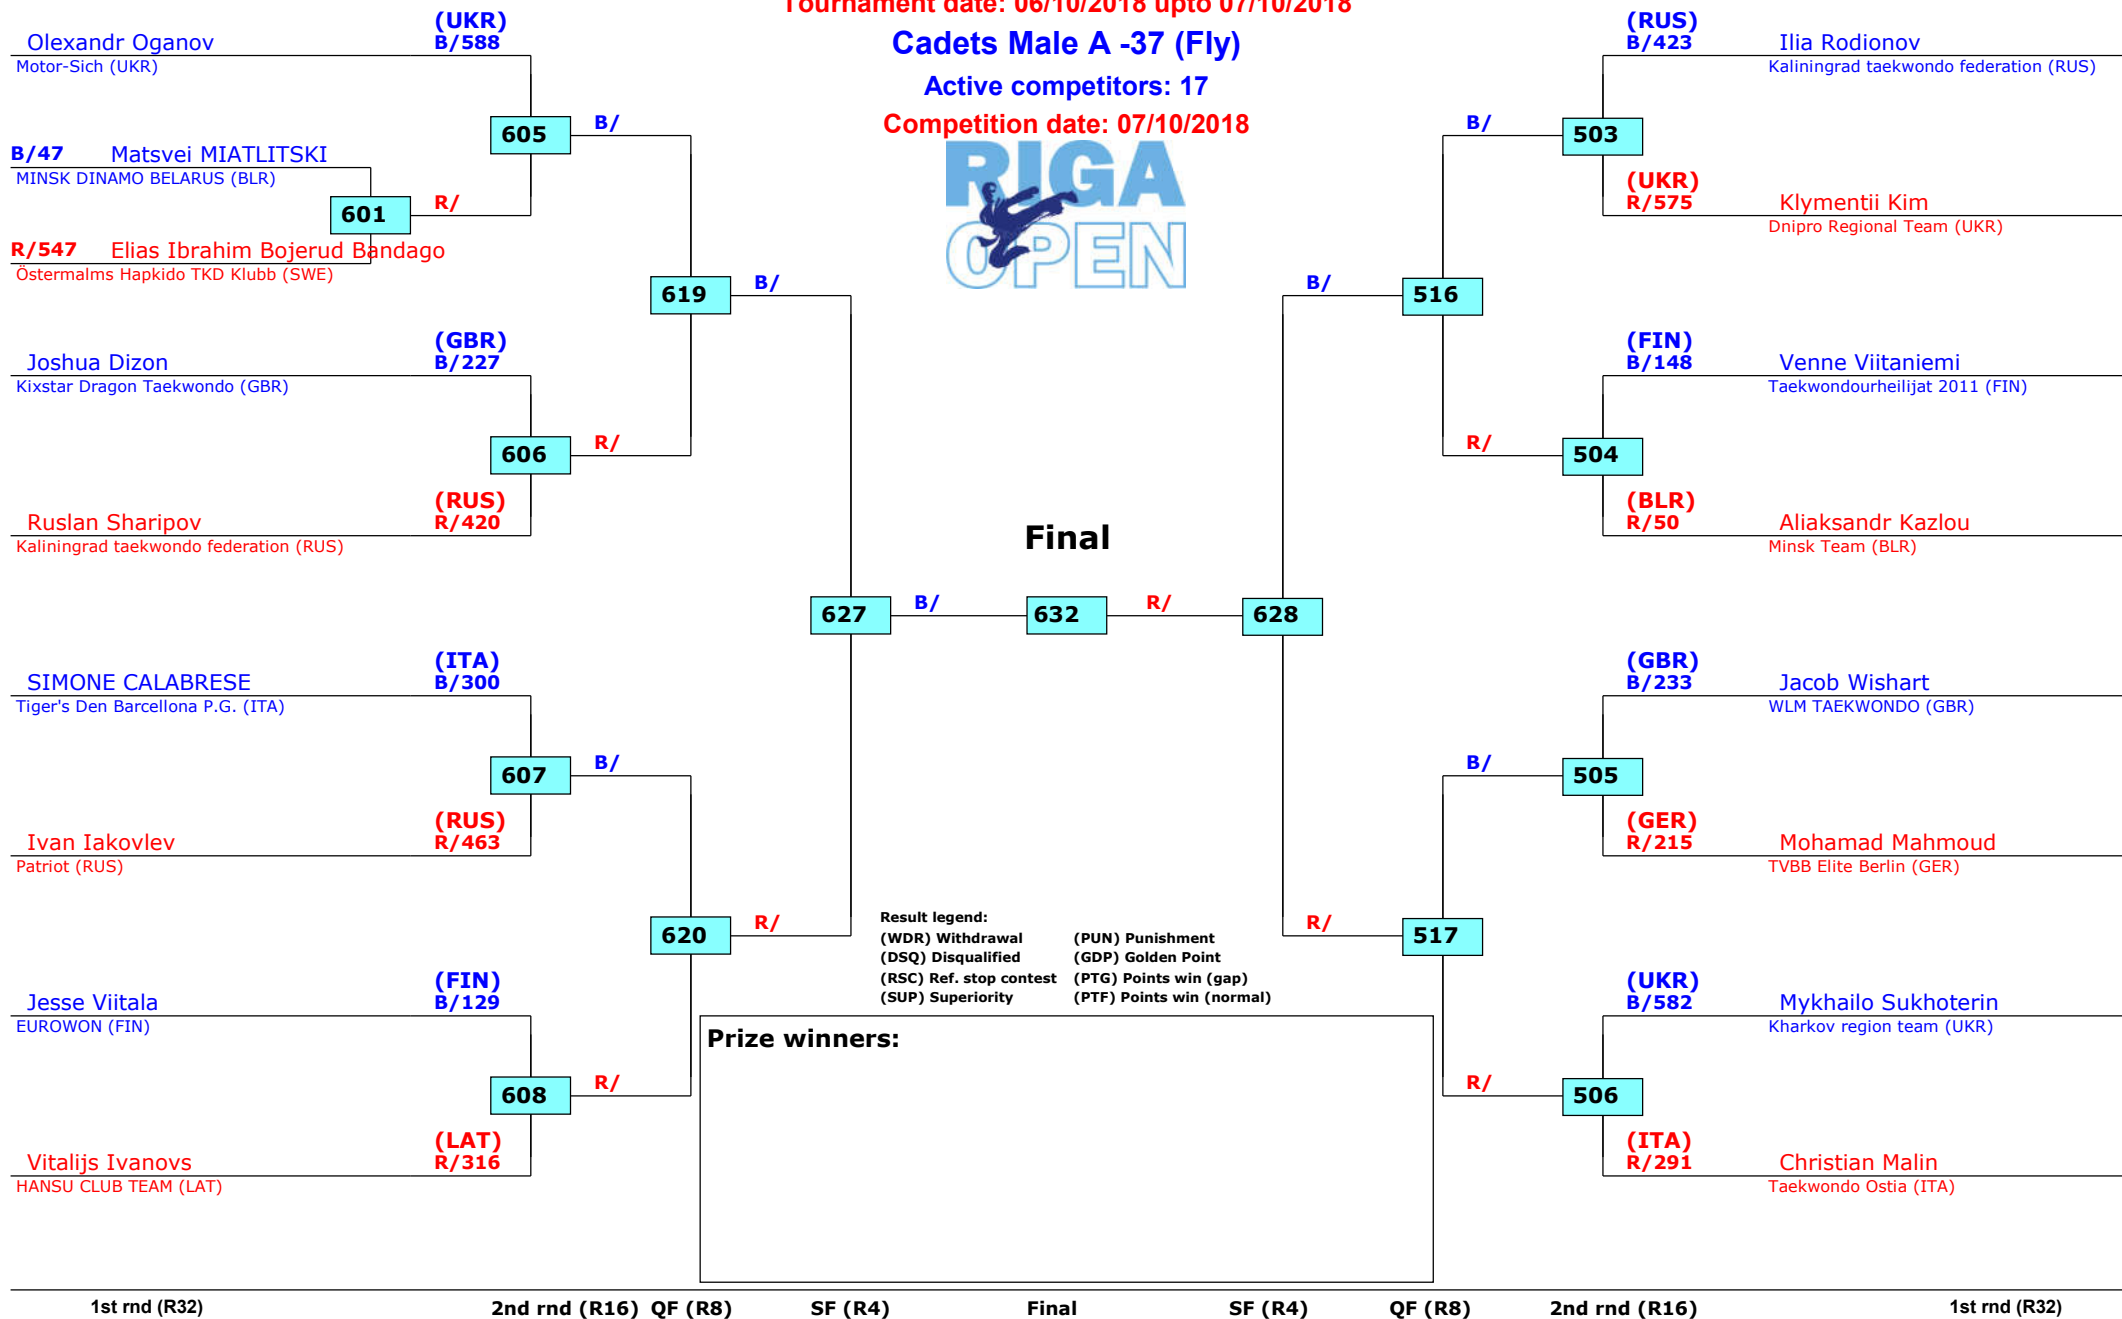 Tournament date: 06/10/2018 upto 07/10/2018
Cadets Male A -37 (Fly)
Active competitors: 17
Competition date: 07/10/2018
RIGA
OPEN
(UKR)
Olexandr Oganov B/588
Motor-Sich (UKR)
605 B/
B/47 Matsvei MIATLITSKI
MINSK DINAMO BELARUS (BLR)
601 R/
R/547 Elias Ibrahim Bojerud Bandago
Östermalms Hapkido TKD Klubb (SWE)
619 B/
(GBR)
Joshua Dizon B/227
Kixstar Dragon Taekwondo (GBR)
606 R/
(RUS)
Ruslan Sharipov R/420
Kaliningrad taekwondo federation (RUS)
Final
627 B/ 632 R/ 628
(ITA)
SIMONE CALABRESE B/300
Tiger's Den Barcellona P.G. (ITA)
607 B/
(RUS)
Ivan Iakovlev R/463
Patriot (RUS)
620 R/
(FIN)
Jesse Viitala B/129
EUROWON (FIN)
608 R/
(LAT)
Vitalijs Ivanovs R/316
HANSU CLUB TEAM (LAT)
(RUS)
B/423 Ilia Rodionov
Kaliningrad taekwondo federation (RUS)
B/ 503
(UKR)
R/575 Klymentii Kim
Dnipro Regional Team (UKR)
B/ 516
(FIN)
B/148 Venne Viitaniemi
Taekwondourheilijat 2011 (FIN)
R/ 504
(BLR)
R/50 Aliaksandr Kazlou
Minsk Team (BLR)
(GBR)
B/233 Jacob Wishart
WLM TAEKWONDO (GBR)
B/ 505
(GER)
R/215 Mohamad Mahmoud
TVBB Elite Berlin (GER)
R/ 517
(UKR)
B/582 Mykhailo Sukhoterin
Kharkov region team (UKR)
R/ 506
(ITA)
R/291 Christian Malin
Taekwondo Ostia (ITA)
Result legend:
(WDR) Withdrawal (PUN) Punishment
(DSQ) Disqualified (GDP) Golden Point
(RSC) Ref. stop contest (PTG) Points win (gap)
(SUP) Superiority (PTF) Points win (normal)
Prize winners:
1st rnd (R32) 2nd rnd (R16) QF (R8) SF (R4) Final SF (R4) QF (R8) 2nd rnd (R16) 1st rnd (R32)